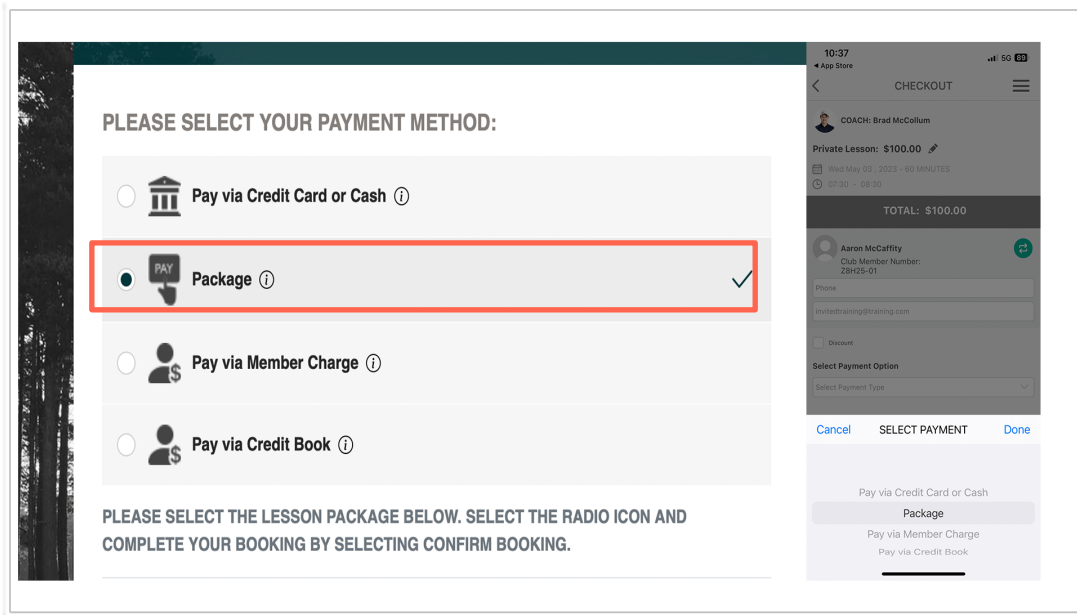 PLEASE SELECT YOUR PAYMENT METHOD:
Pay via Credit Card or Cash
PAY
Package
Pay via Member Charge
Pay via Credit Book
PLEASE SELECT THE LESSON PACKAGE BELOW. SELECT THE RADIO ICON AND
COMPLETE YOUR BOOKING BY SELECTING CONFIRM BOOKING.
10:37
5G 89
App Store
CHECKOUT
COACH: Brad McCollum
Private Lesson: $100.00
Wed May 03, 2023 - 60 MINUTES
07:30 - 08:30
TOTAL: $100.00
Aaron McCaffity
Club Member Number:
Z8H25-01
Phone
invitedtraining@training.com
Discount
Select Payment Option
Select Payment Type
Cancel SELECT PAYMENT Done
Pay via Credit Card or Cash
Package
Pay via Member Charge
Pay via Credit Book